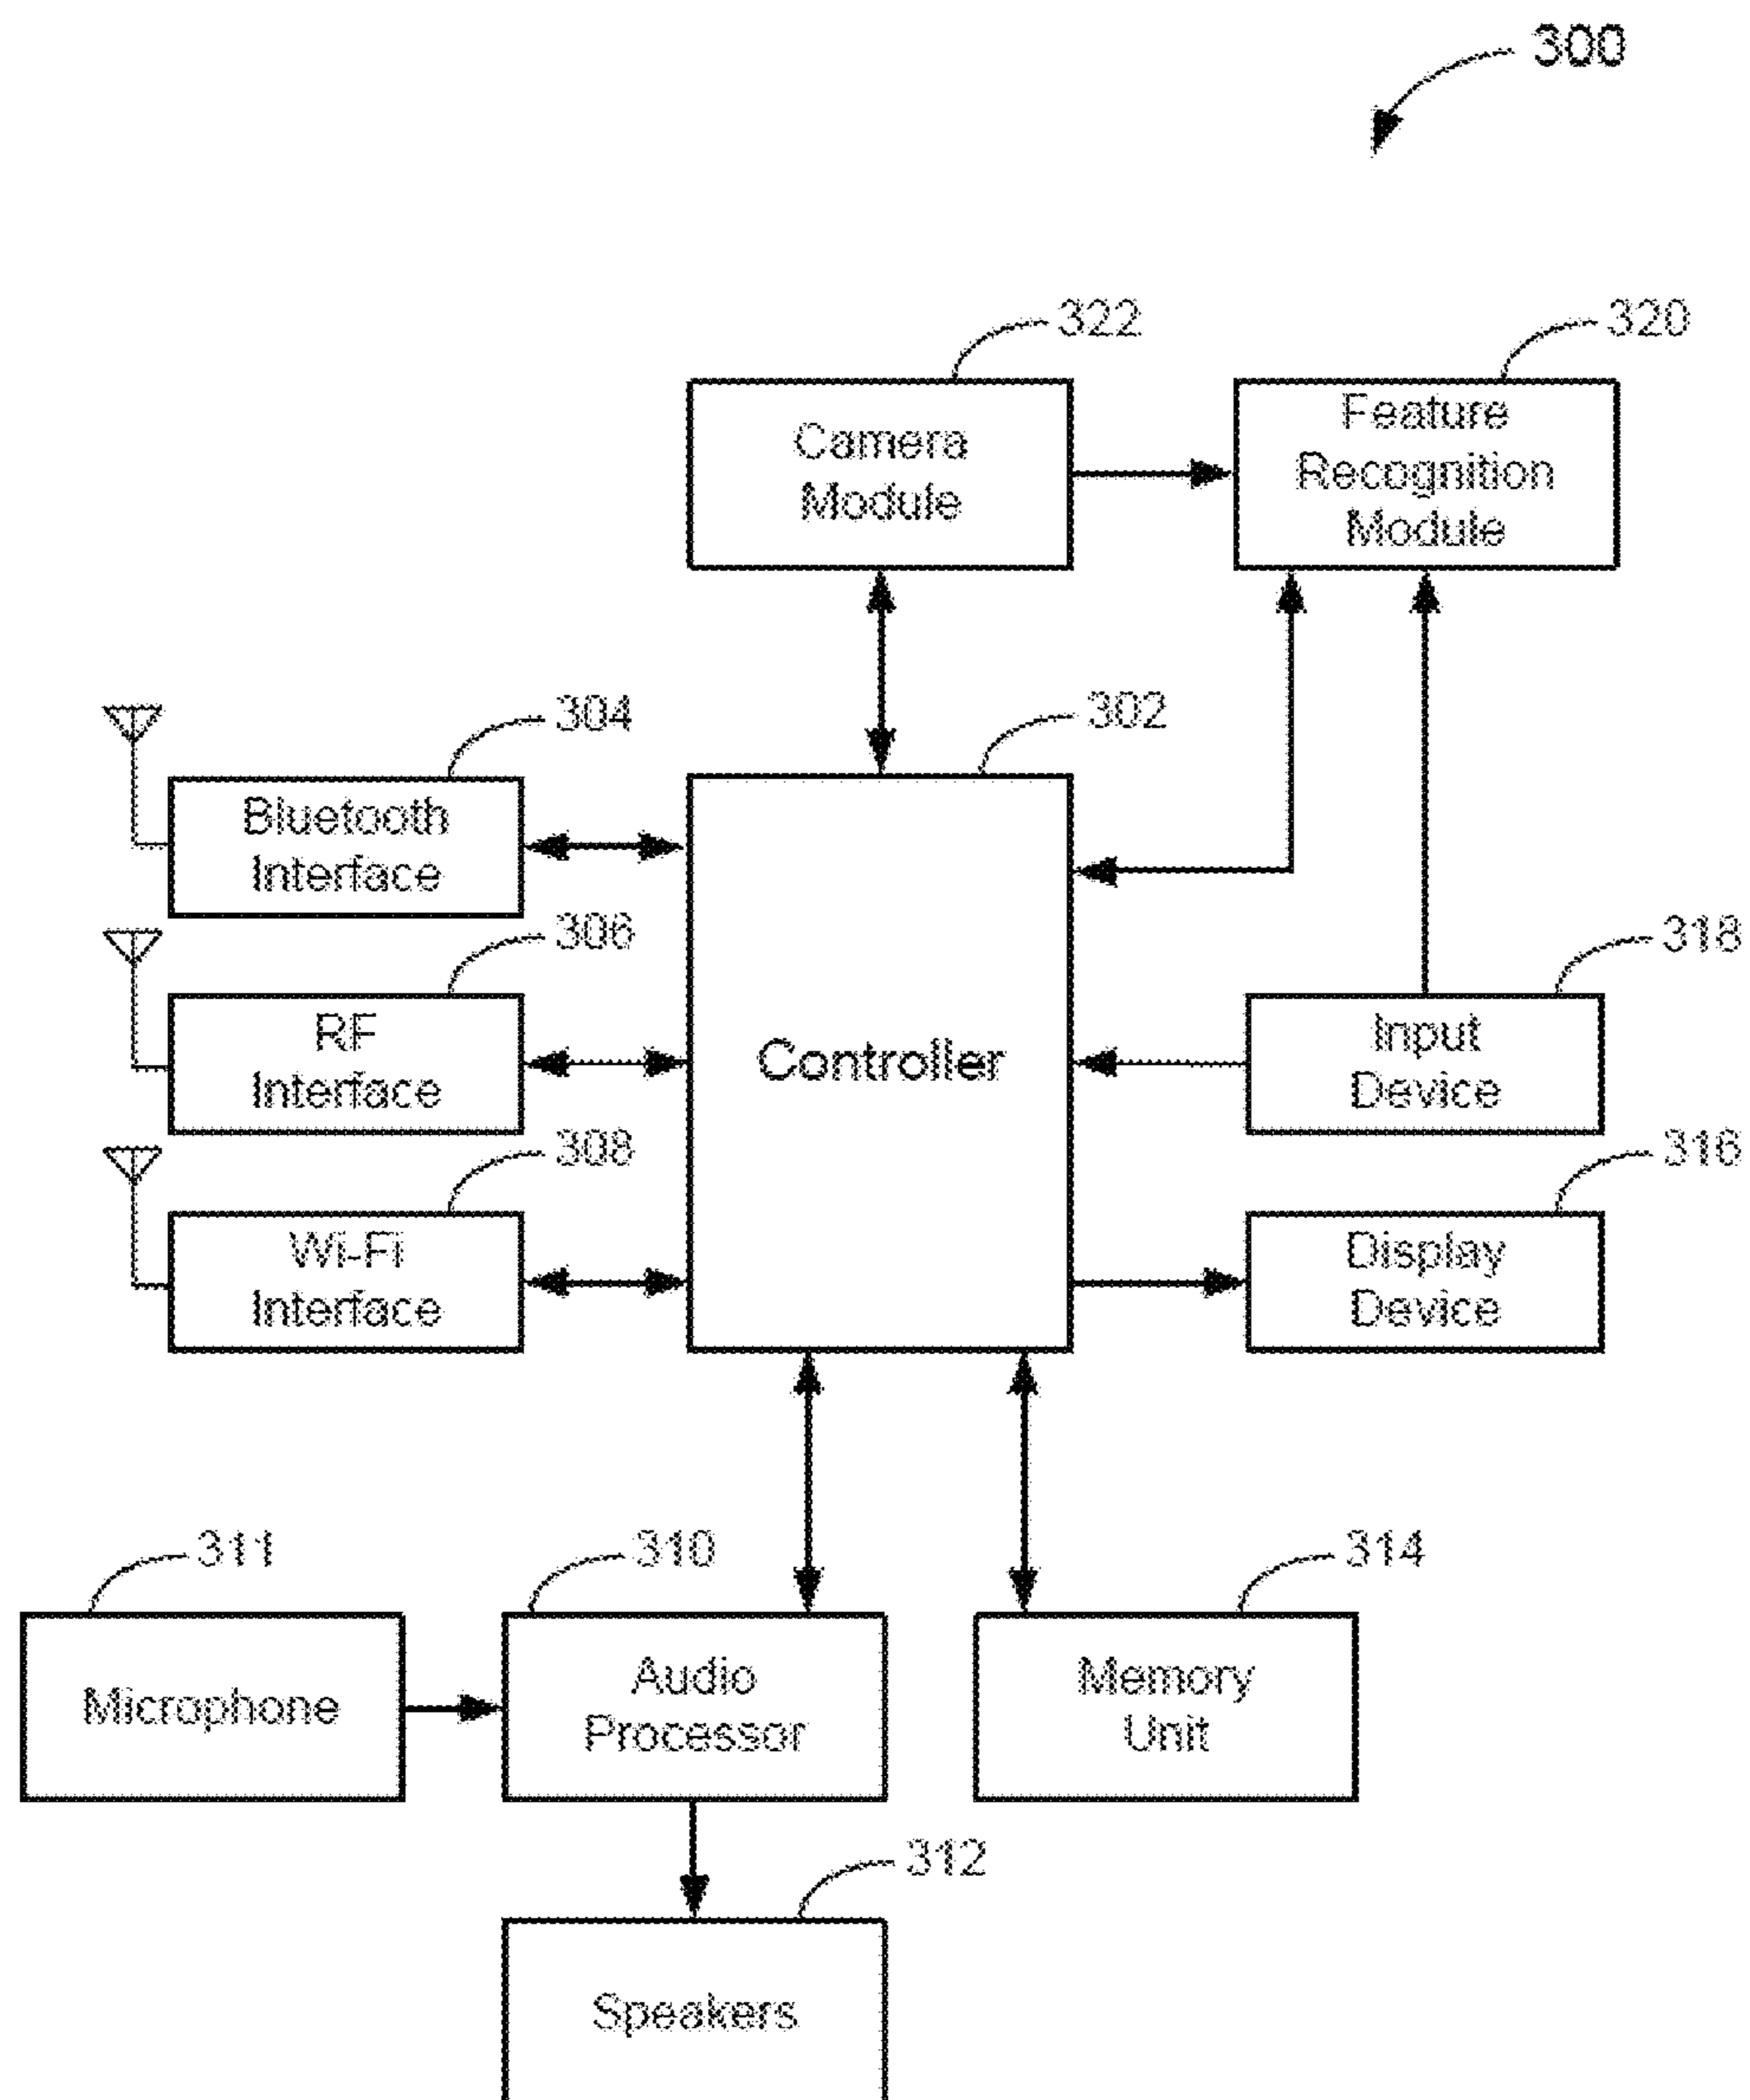 300
322
320
Camera
Module
Feature
Recognition
Module
304
302
Bluetooth
Interface
306
318
RF
Interface
Controller
Input
Device
308
316
Wi-Fi
Interface
Display
Device
311
310
314
Microphone
Audio
Processor
Memory
Unit
312
Speakers